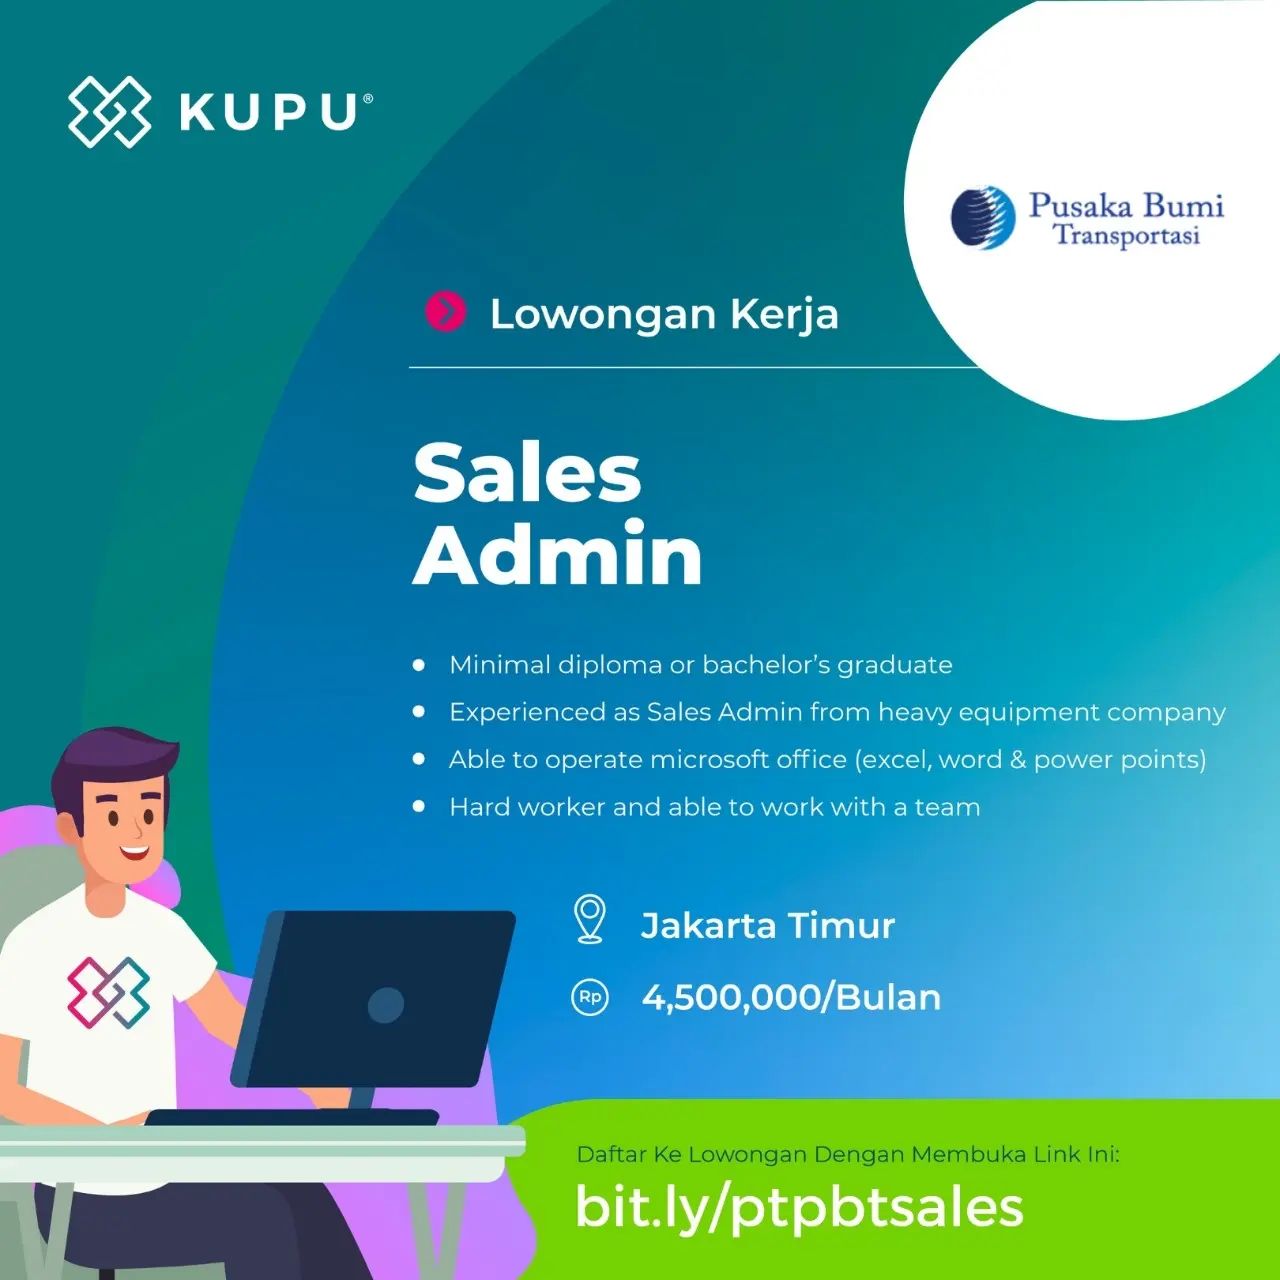 KUPU®
Pusaka Bumi
Transportasi
Lowongan Kerja
Sales
Admin
• Minimal diploma or bachelor’s graduate
• Experienced as Sales Admin from heavy equipment company
• Able to operate microsoft office (excel, word & power points)
• Hard worker and able to work with a team
Jakarta Timur
Rp 4,500,000/Bulan
Daftar Ke Lowongan Dengan Membuka Link Ini:
bit.ly/ptpbtsales